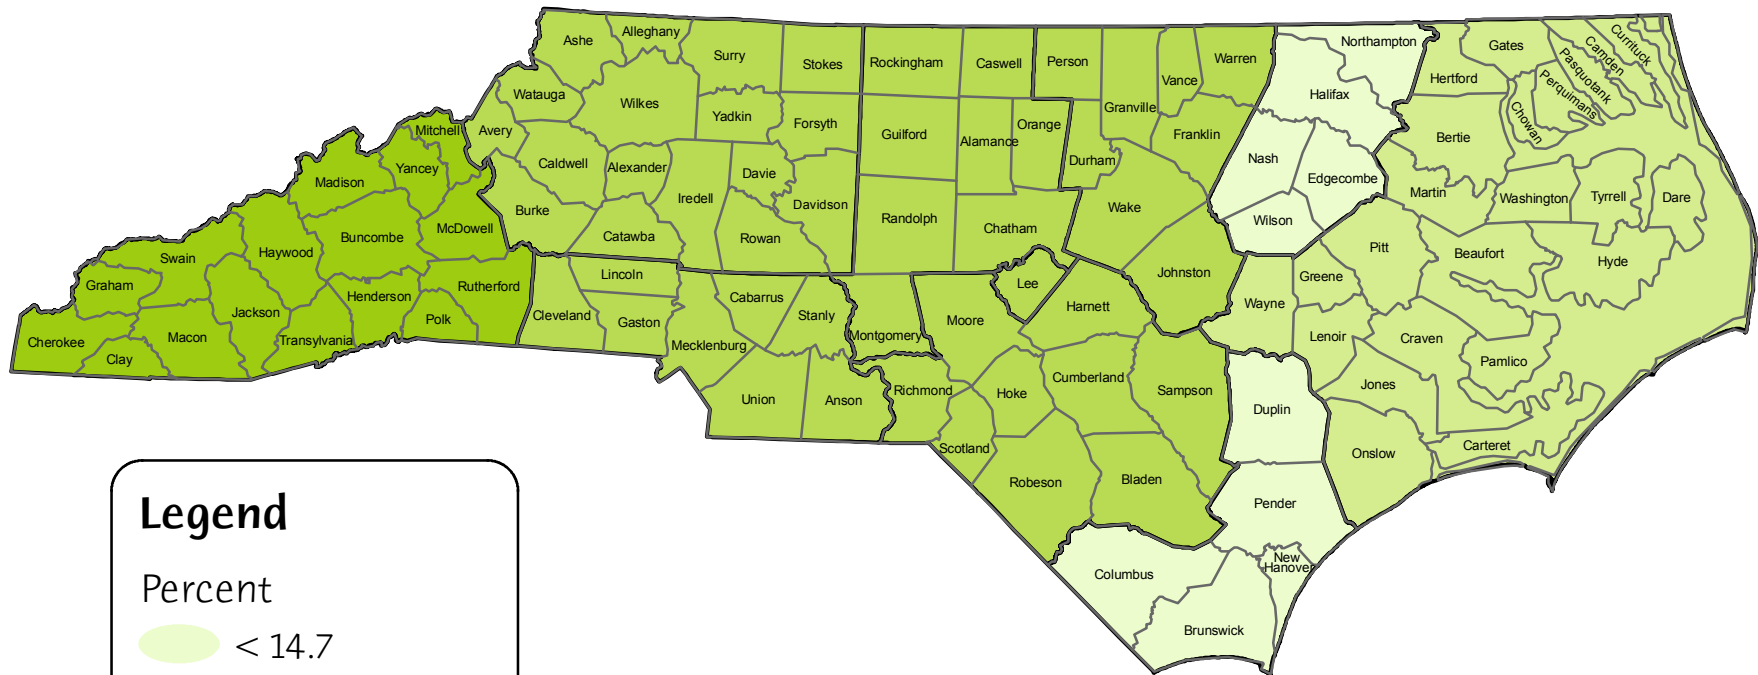 Ashe
Alleghany
Surry
Stokes
Rockingham
Caswell
Person
Granville
Vance
Warren
Northampton
Gates
Camden
Currituck
Pasquotank
Perquimans
Chowan
Hertford
Halifax
Bertie
Watauga
Wilkes
Yadkin
Forsyth
Guilford
Alamance
Orange
Durham
Franklin
Nash
Edgecombe
Martin
Washington
Tyrrell
Dare
Mitchell
Avery
Caldwell
Alexander
Davie
Iredell
Davidson
Randolph
Chatham
Wake
Wilson
Madison
Yancey
Burke
Catawba
Rowan
Johnston
Pitt
Beaufort
Hyde
Swain
Haywood
Buncombe
McDowell
Graham
Jackson
Henderson
Rutherford
Polk
Lincoln
Cleveland
Gaston
Cabarrus
Stanly
Montgomery
Moore
Lee
Harnett
Wayne
Greene
Lenoir
Craven
Pamlico
Cherokee
Clay
Macon
Transylvania
Mecklenburg
Union
Anson
Richmond
Hoke
Cumberland
Sampson
Duplin
Jones
Onslow
Carteret
Scotland
Robeson
Bladen
Pender
New
Hanover
Columbus
Brunswick
Legend
Percent
< 14.7